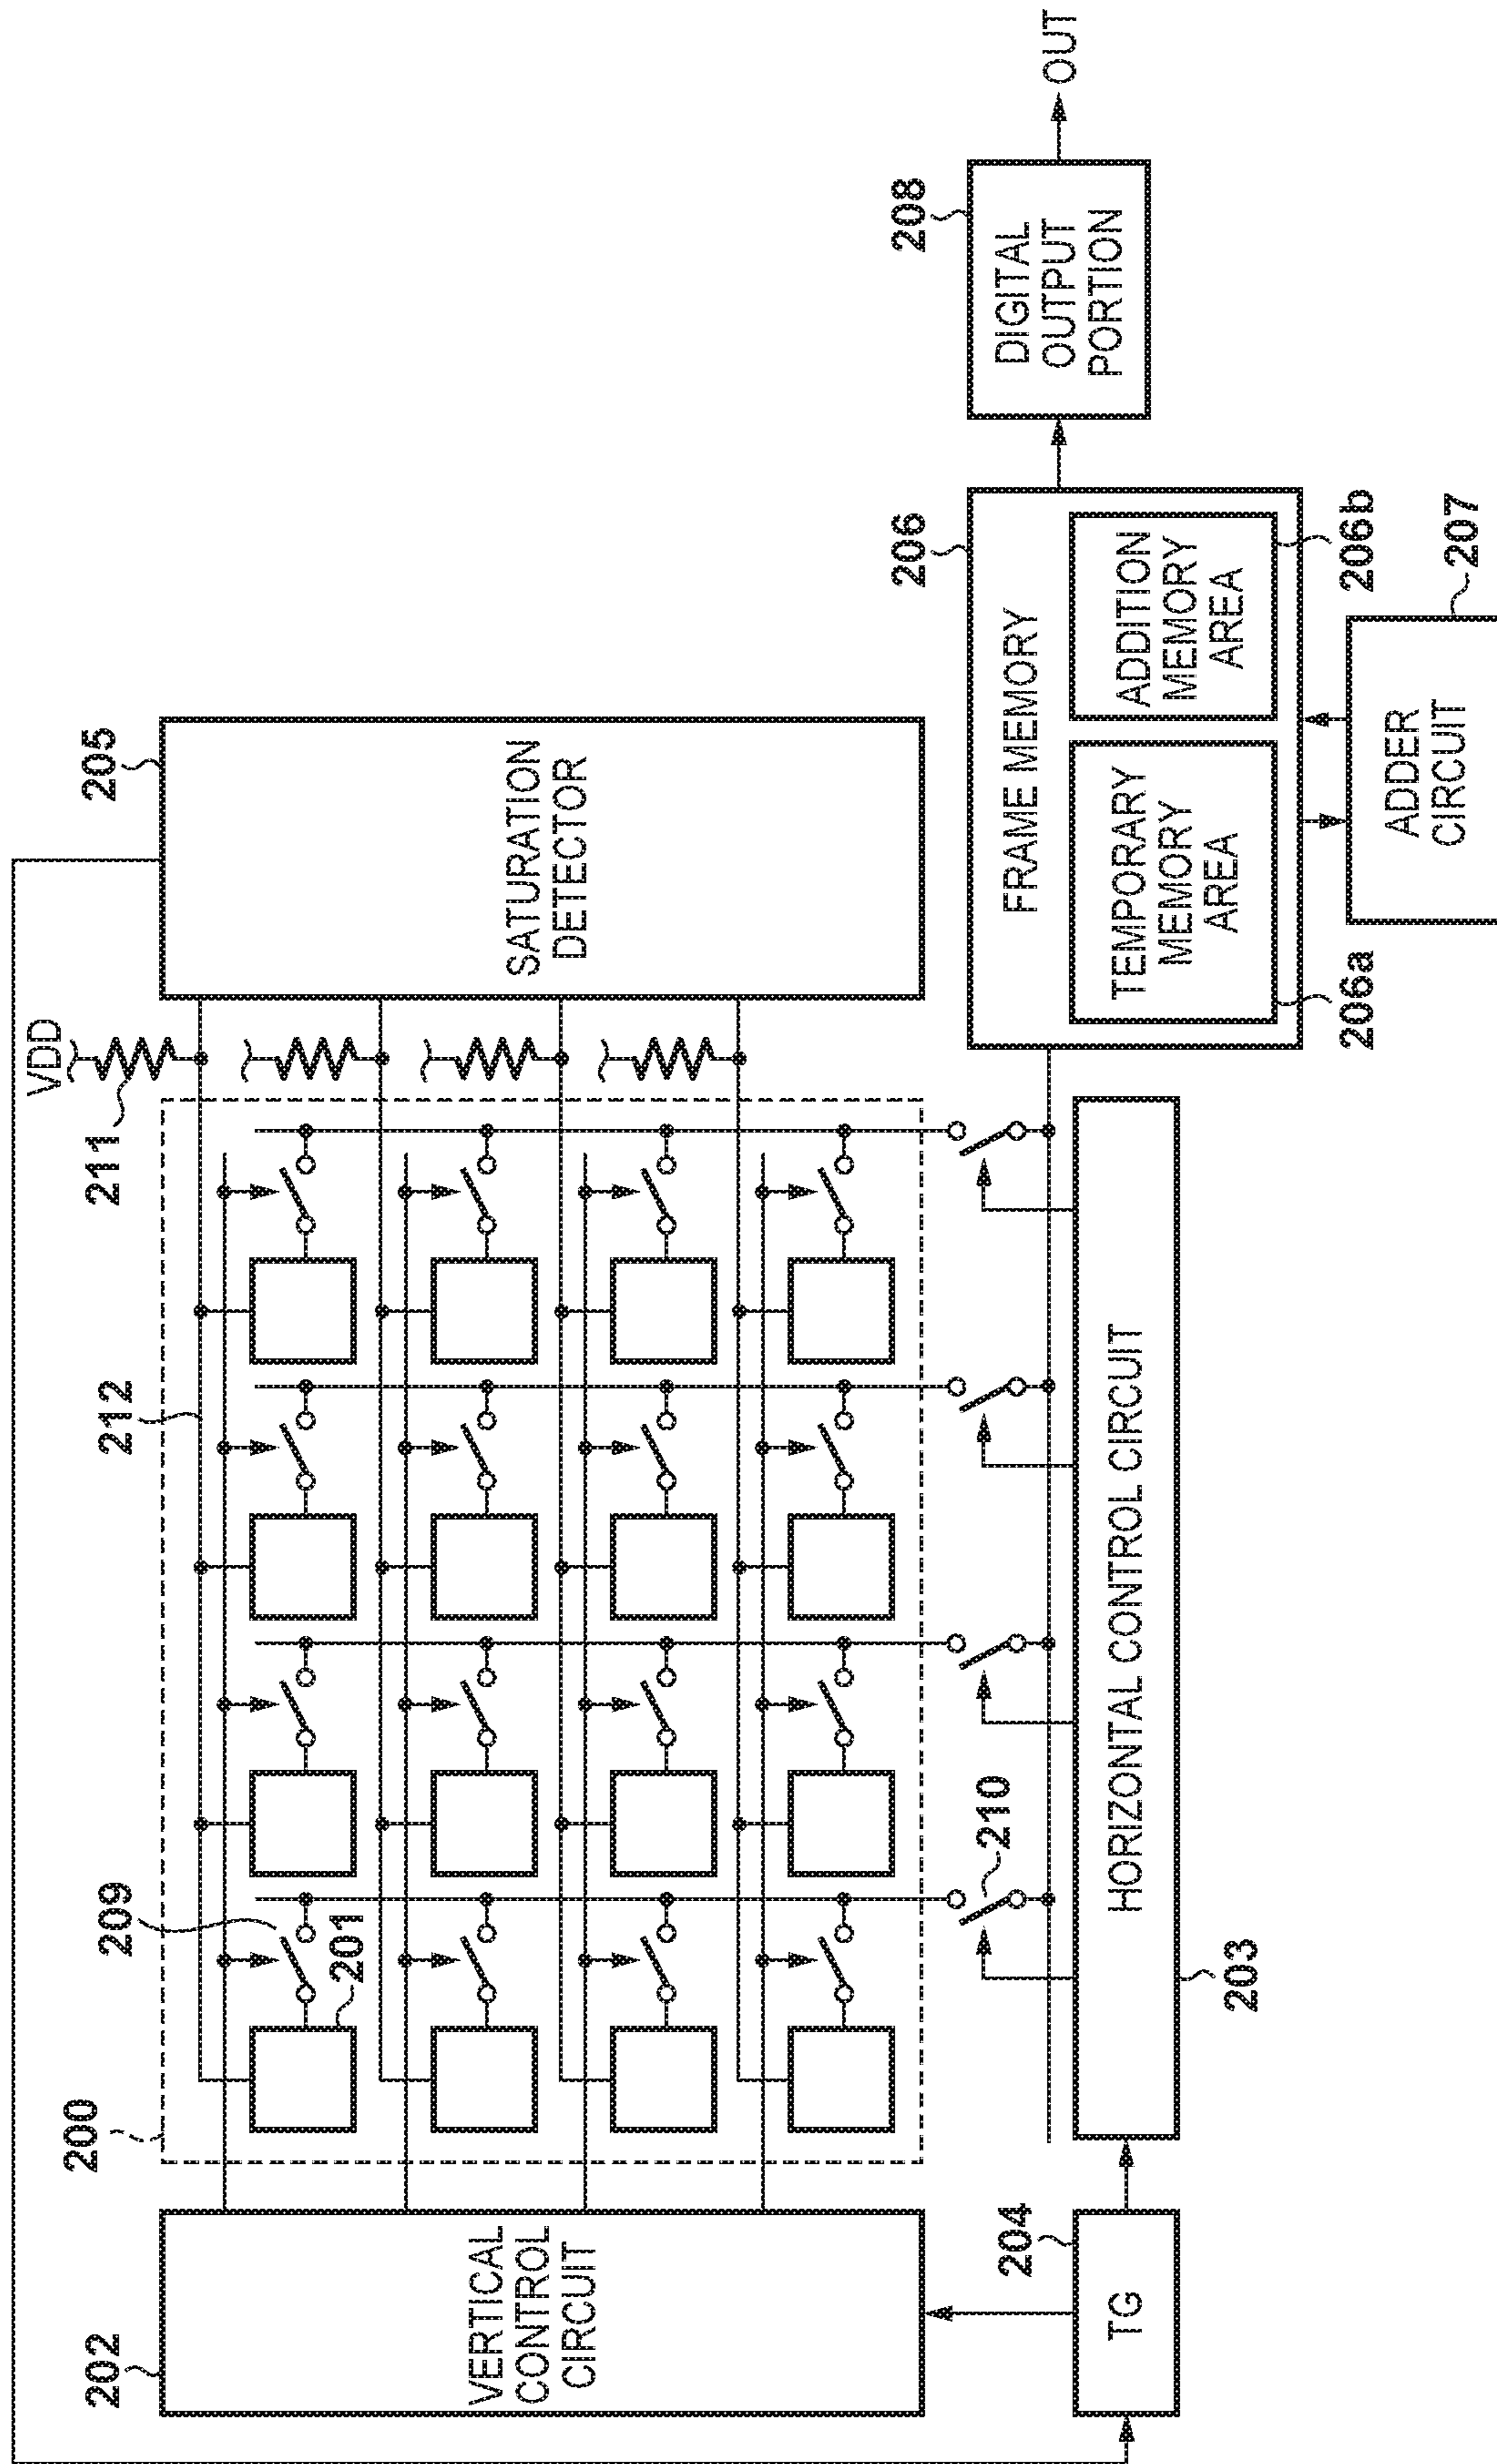 200
202
VERTICAL
CONTROL
CIRCUIT
209
201
212
211
VDD
205
SATURATION
DETECTOR
204
TG
210
203
HORIZONTAL CONTROL CIRCUIT
206
FRAME MEMORY
206a
TEMPORARY
MEMORY
AREA
206b
ADDITION
MEMORY
AREA
207
ADDER
CIRCUIT
208
DIGITAL
OUTPUT
PORTION
OUT